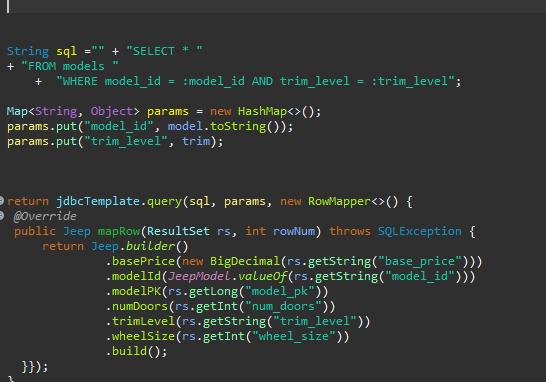 String sql ="" + "SELECT * "
+ "FROM models "
+ "WHERE model_id = :model_id AND trim_level = :trim_level";
Map<String, Object> params = new HashMap<>();
params.put("model_id", model.toString());
params.put("trim_level", trim);
return jdbcTemplate.query(sql, params, new RowMapper<>() {
@Override
public Jeep mapRow(ResultSet rs, int rowNum) throws SQLException {
return Jeep.builder()
.basePrice(new BigDecimal(rs.getString("base_price")))
.modelId(JeepModel.valueOf(rs.getString("model_id")))
.modelPK(rs.getLong("model_pk"))
.numDoors(rs.getInt("num_doors"))
.trimLevel(rs.getString("trim_level"))
.wheelSize(rs.getInt("wheel_size"))
.build();
}});
}